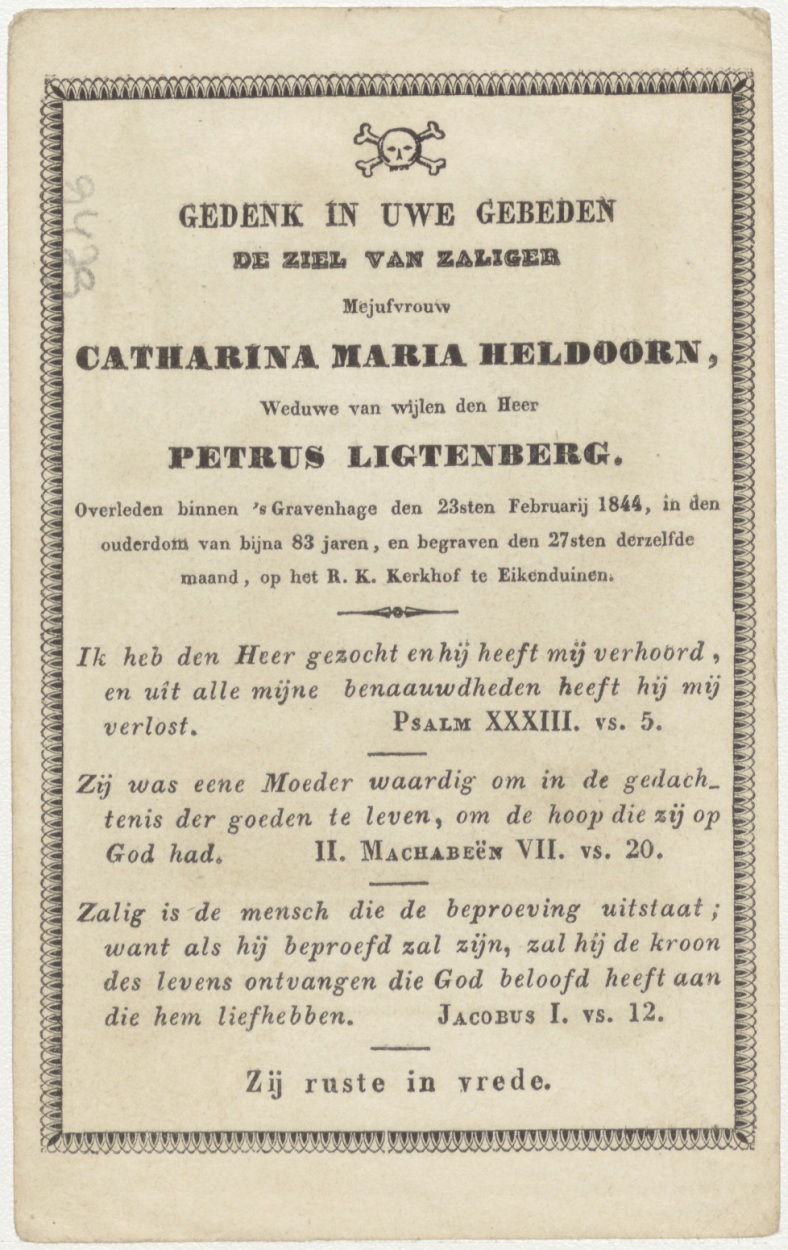 GEDENK IN UWE GEBEDEN
DE ZIEL VAN ZALIGER
Mejufvrouw
CATHARINA MARIA HELDOORN,
Weduwe van wijlen den Heer
PETRUS LIGTENBERG.
Overleden binnen 's Gravenhage den 23sten Februarij 1844, in den
ouderdom van bijna 83 jaren, en begraven den 27sten derzelfde
maand, op het R. K. Kerkhof te Eikenduinen.
Ik heb den Heer gezocht en hij heeft mij verhoord,
en uit alle mijne benaauwdheden heeft hij mij
verlost. PSALM XXXIII. vs. 5.
Zij was eene Moeder waardig om in de gedach-
tenis der goeden te leven, om de hoop die zij op
God had. II. MACHABEËN VII. vs. 20.
Zalig is de mensch die de beproeving uitstaat;
want als hij beproefd zal zijn, zal hij de kroon
des levens ontvangen die God beloofd heeft aan
die hem liefhebben. JACOBUS I. vs. 12.
Zij ruste in vrede.